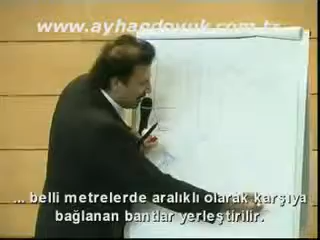 www.ayhandoyuk.com.tr
... belli metrelerde aralıklı olarak karşıya
bağlanan bantlar yerleştirilir.